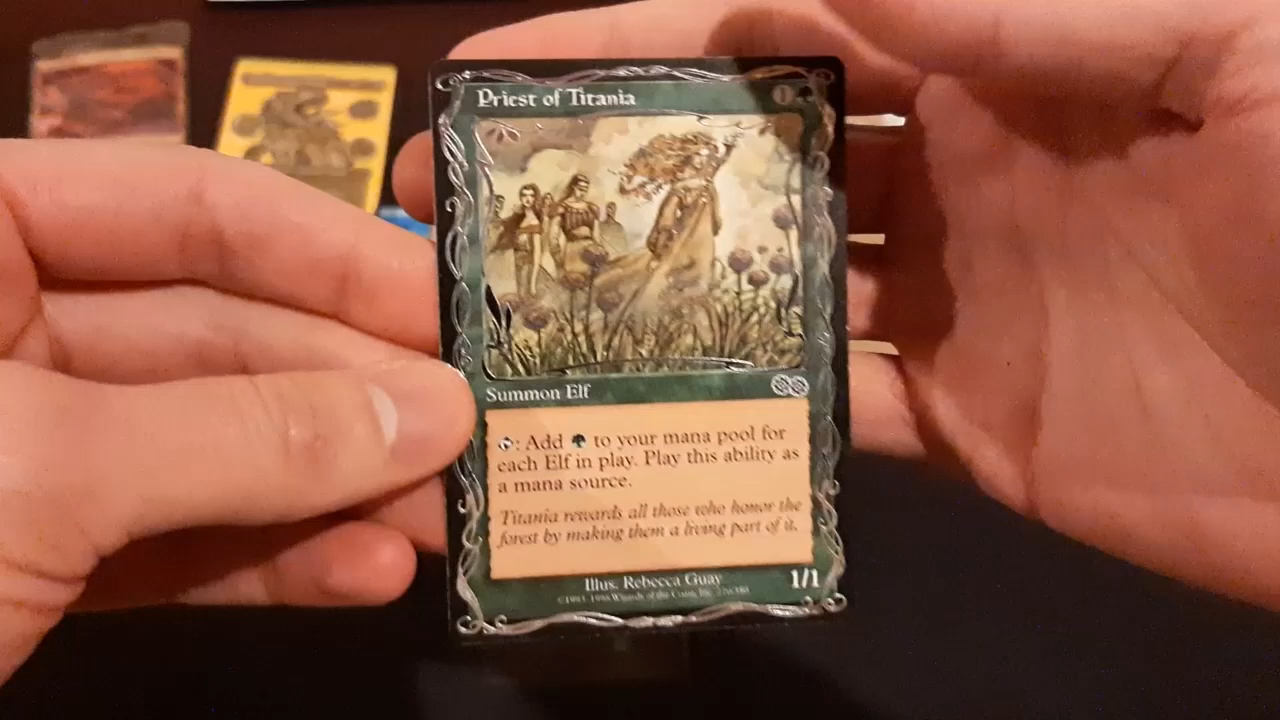 Priest of Titania 1
Summon Elf
: Add to your mana pool for
each Elf in play. Play this ability as
a mana source.
Titania rewards all those who honor the
forest by making them a living part of it.
Illus. Rebecca Guay 1/1
Wizards of the Coast, Inc.